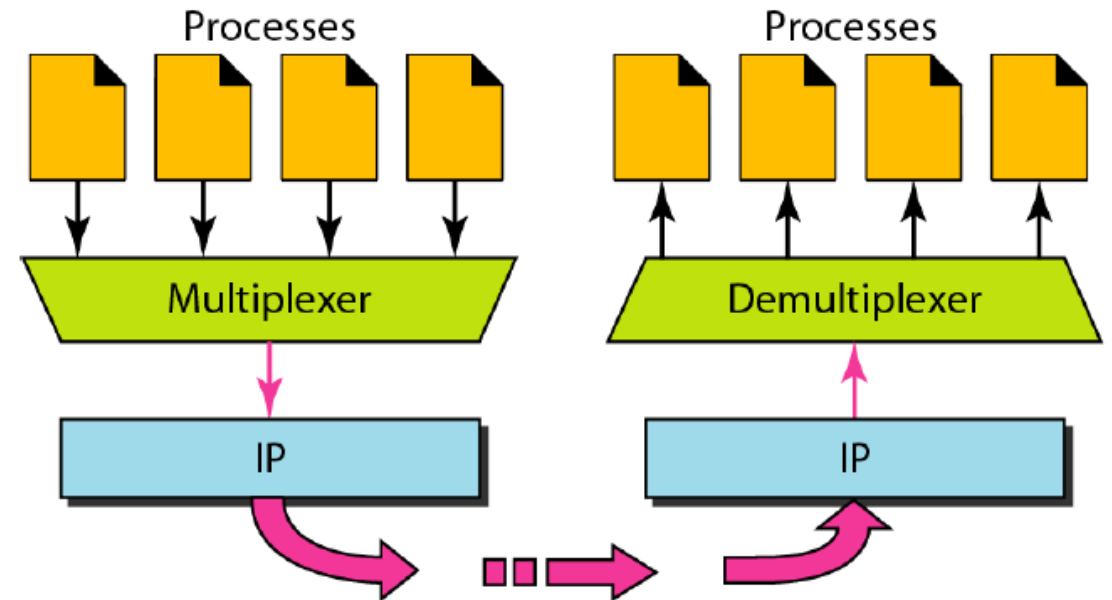 Processes
Processes
Multiplexer
Demultiplexer
IP
IP